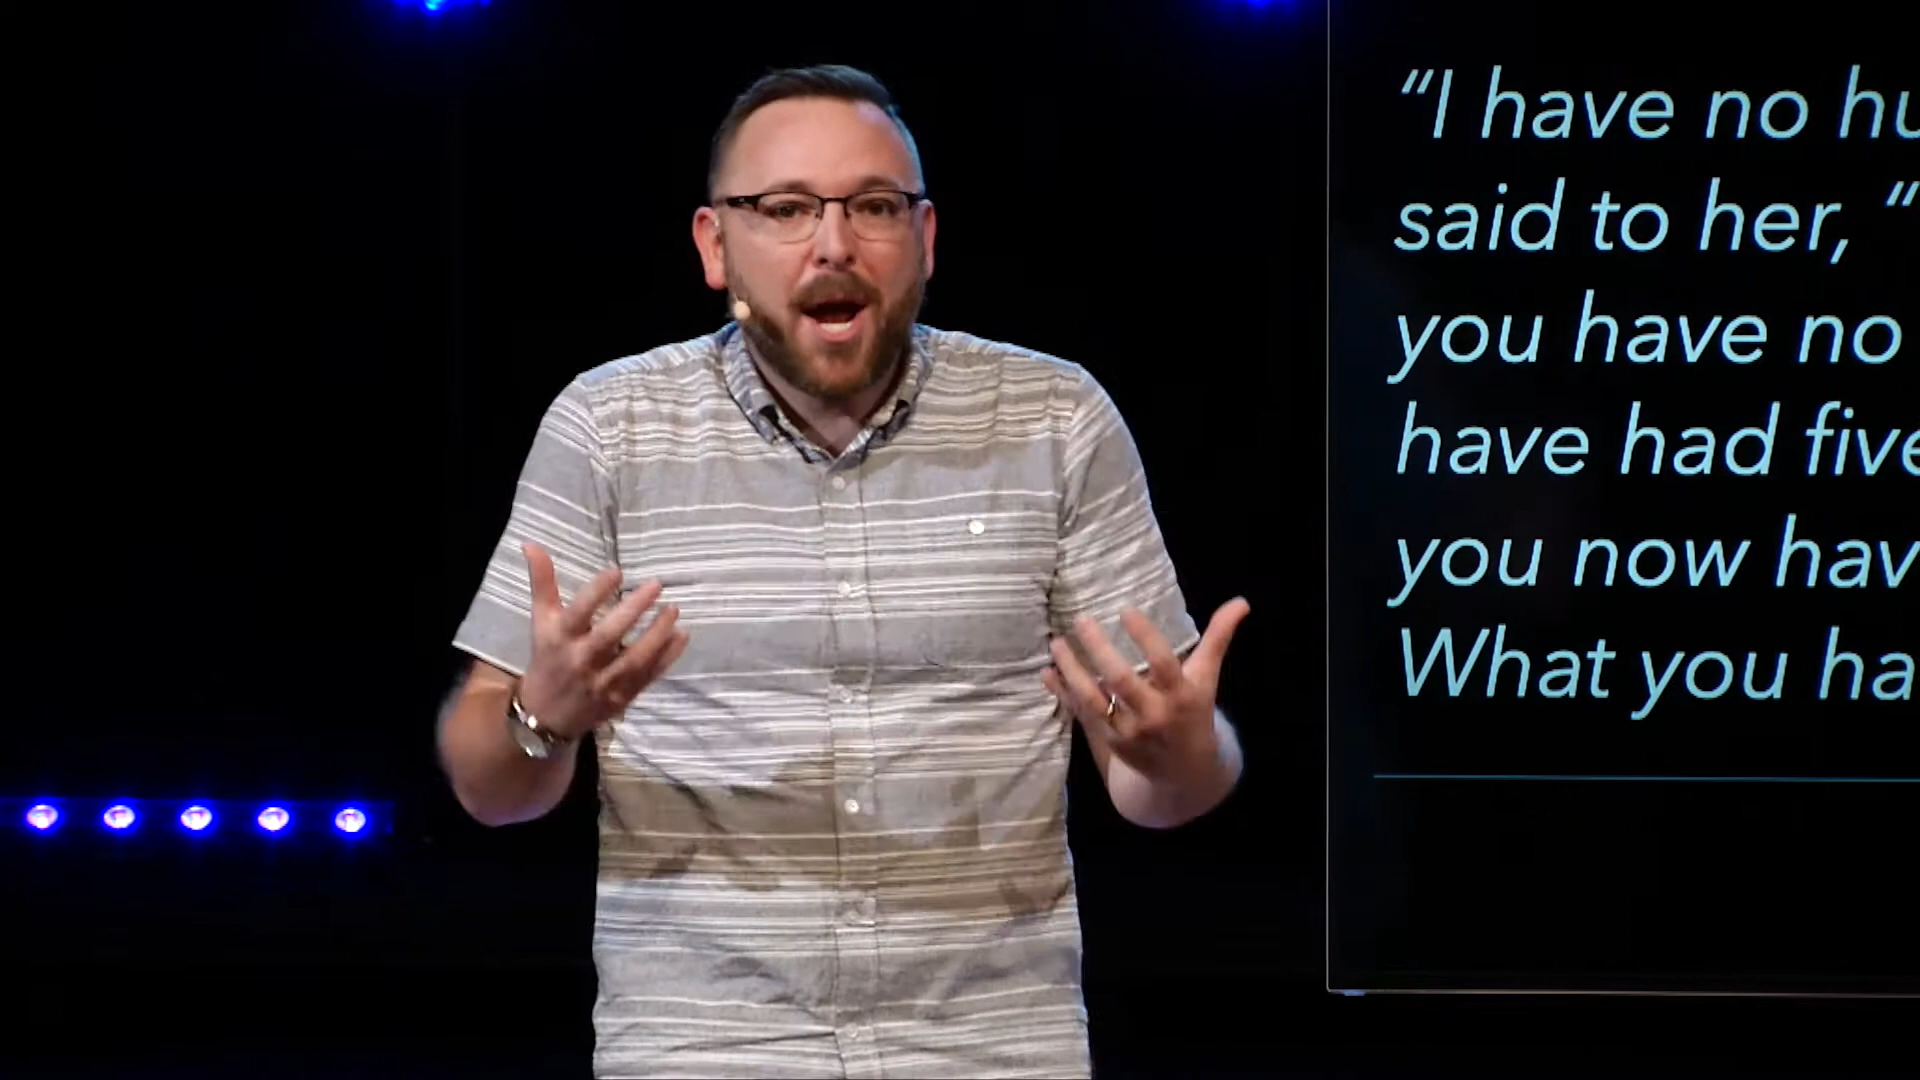 “I have no hu
said to her, “
you have no
have had five
you now hav
What you ha